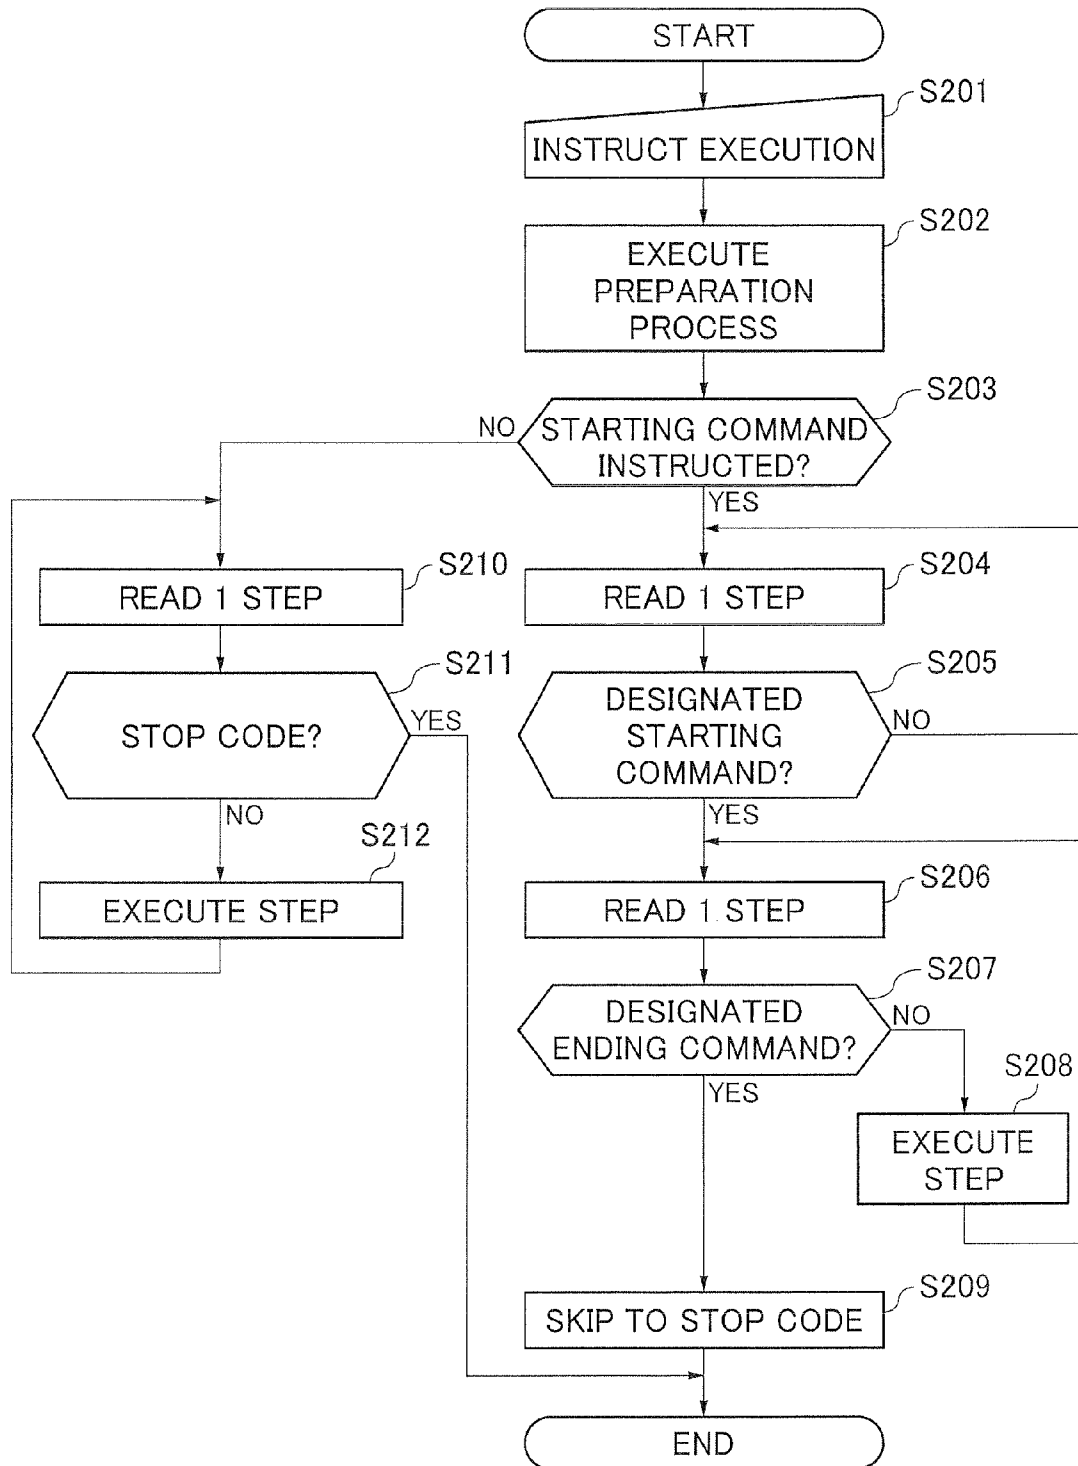 START
S201
INSTRUCT EXECUTION
S202
EXECUTE
PREPARATION
PROCESS
S203
NO
STARTING COMMAND
INSTRUCTED?
YES
S210
READ 1 STEP
S204
READ 1 STEP
S211
STOP CODE?
YES
NO
S205
DESIGNATED
STARTING
COMMAND?
NO
YES
S212
EXECUTE STEP
S206
READ 1 STEP
S207
DESIGNATED
ENDING COMMAND?
NO
YES
S208
EXECUTE
STEP
S209
SKIP TO STOP CODE
END